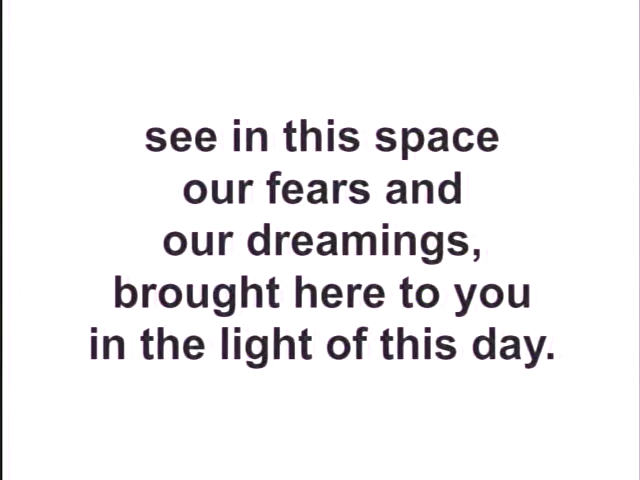 see in this space
our fears and
our dreamings,
brought here to you
in the light of this day.